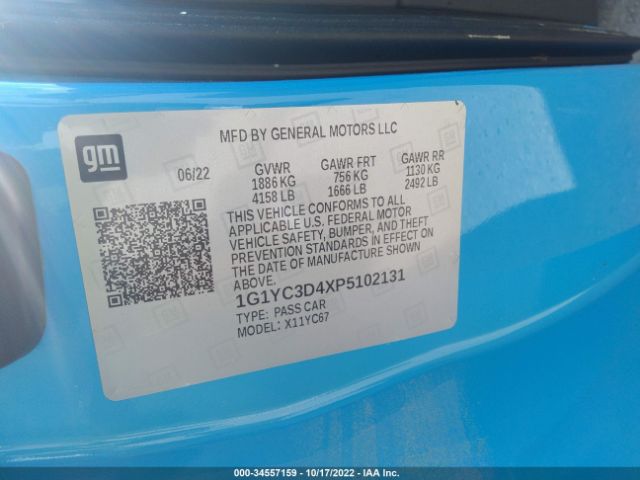 MFD BY GENERAL MOTORS LLC
gm
06/22 GVWR GAWR FRT GAWR RR
1886 KG 756 KG 1130 KG
4158 LB 1666 LB 2492 LB
THIS VEHICLE CONFORMS TO ALL
APPLICABLE U.S. FEDERAL MOTOR
VEHICLE SAFETY, BUMPER, AND THEFT
PREVENTION STANDARDS IN EFFECT ON
THE DATE OF MANUFACTURE SHOWN
ABOVE.
1G1YC3D4XP5102131
TYPE: PASS CAR
MODEL: X11YC67
000-34557159 - 10/17/2022 - IAA Inc.